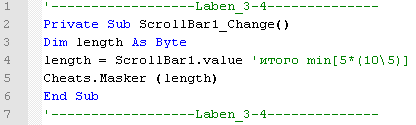 1 '-----------------Laben_3-4--------------
2 Private Sub ScrollBar1_Change()
3 Dim length As Byte
4 length = ScrollBar1.value 'итого min[5*(10\5)]
5 Cheats.Masker (length)
6 End Sub
7 '-----------------Laben_3-4--------------